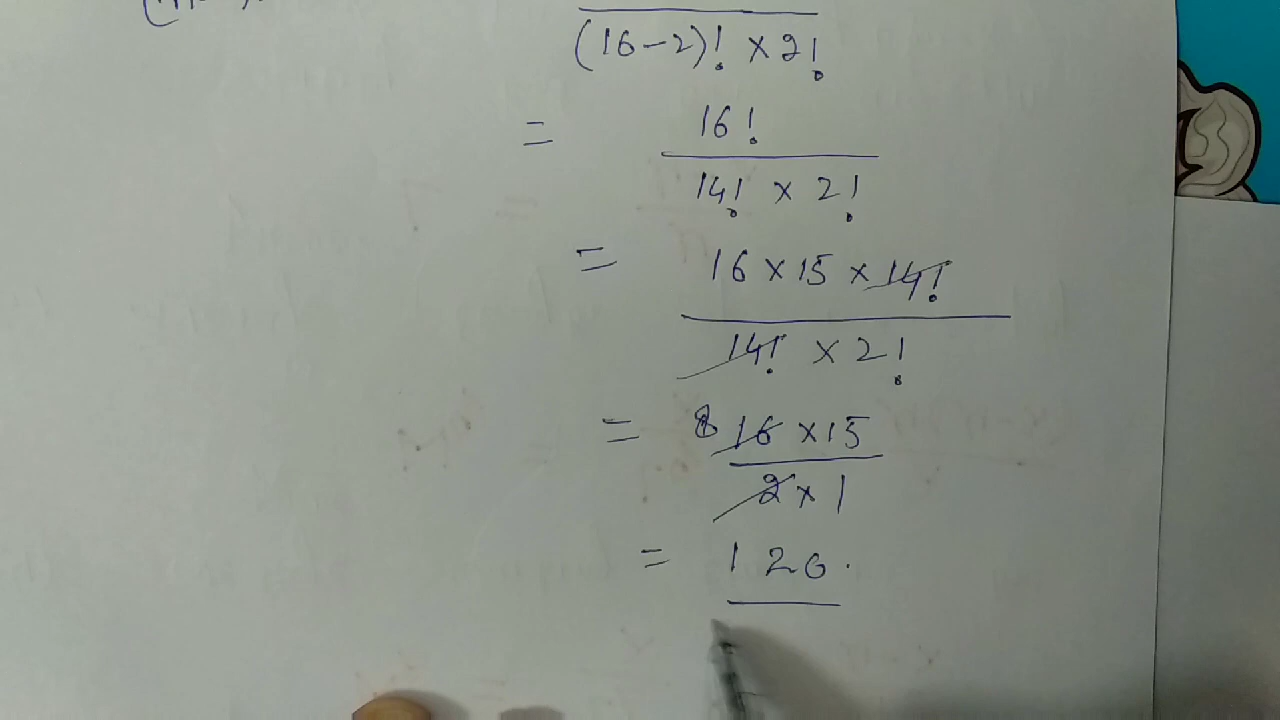 (16-2)! × 2!
= 16!
14! × 2!
= 16 × 15 × 14!
14! × 2!
= 8 16 × 15
2 × 1
= 120.